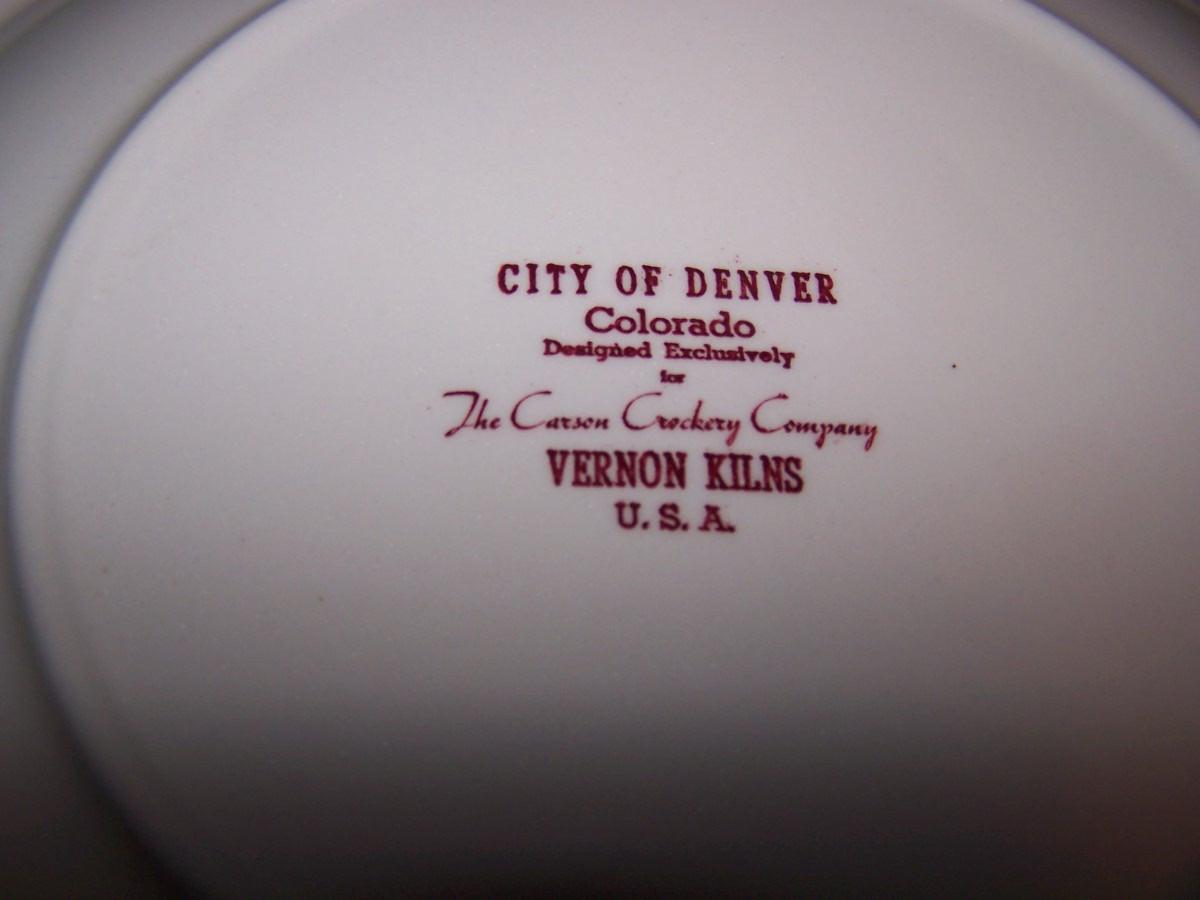 CITY OF DENVER
Colorado
Designed Exclusively
for
The Carson Crockery Company
VERNON KILNS
U. S. A.